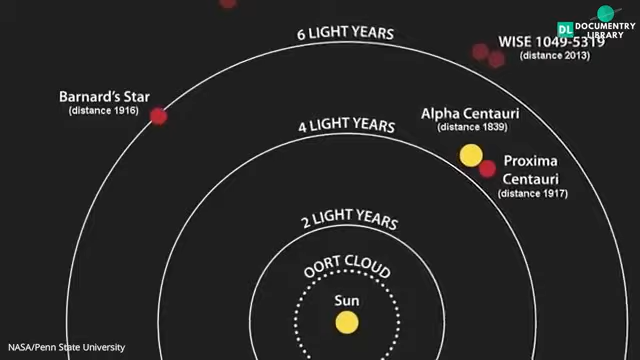 DL DOCUMENTRY
LIBRARY
6 LIGHT YEARS
WISE 1049-5319
(distance 2013)
Barnard's Star
(distance 1916)
Alpha Centauri
(distance 1839)
4 LIGHT YEARS
Proxima
Centauri
(distance 1917)
2 LIGHT YEARS
OORT CLOUD
Sun
NASA/Penn State University